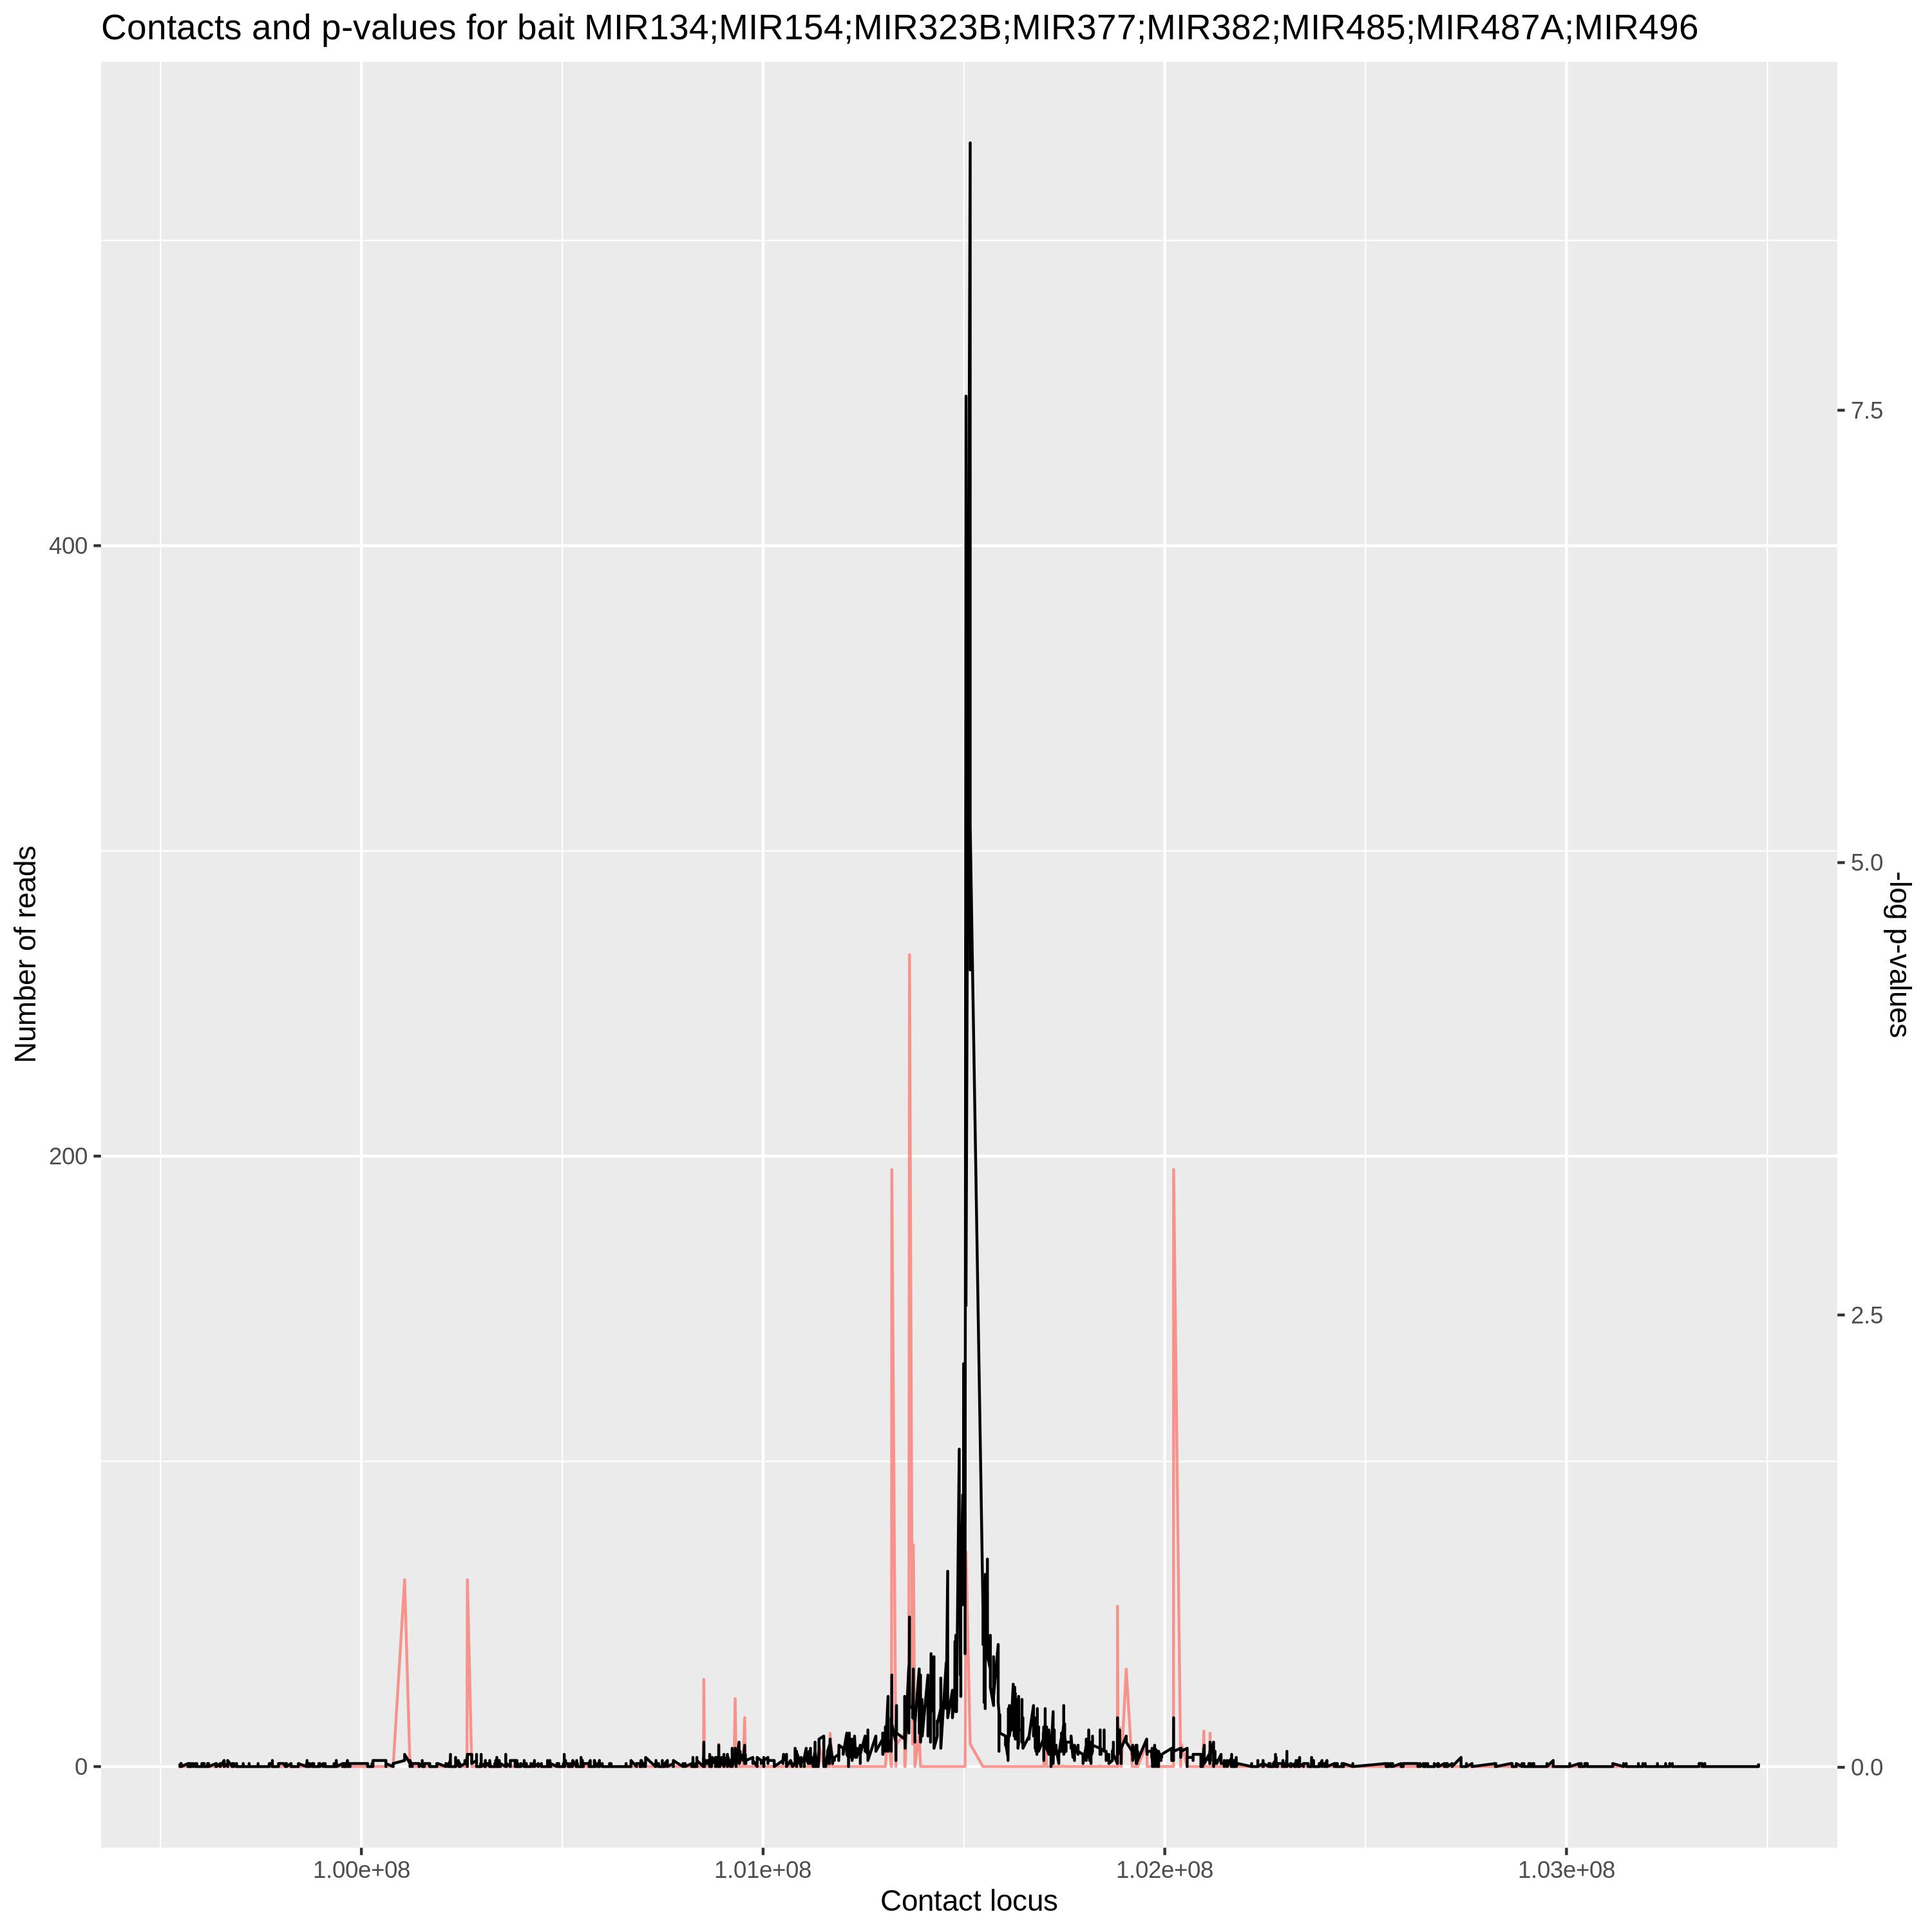 Contacts and p-values for bait MIR134;MIR154;MIR323B;MIR377;MIR382;MIR485;MIR487A;MIR496
Number of reads
400
200
0
7.5
5.0
2.5
0.0
-log p-values
1.00e+08
1.01e+08
1.02e+08
1.03e+08
Contact locus